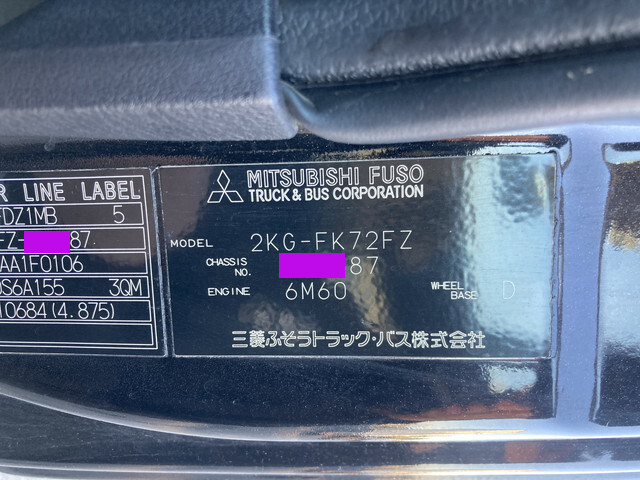 R LINE LABEL
FDZ1MB 5
FZ- 87
AA1F0106
0S6A155 3QM
10684(4.875)
MITSUBISHI FUSO
TRUCK & BUS CORPORATION
MODEL 2KG-FK72FZ
CHASSIS NO. 87
ENGINE 6M60 WHEEL BASE D
三菱ふそうトラック・バス株式会社